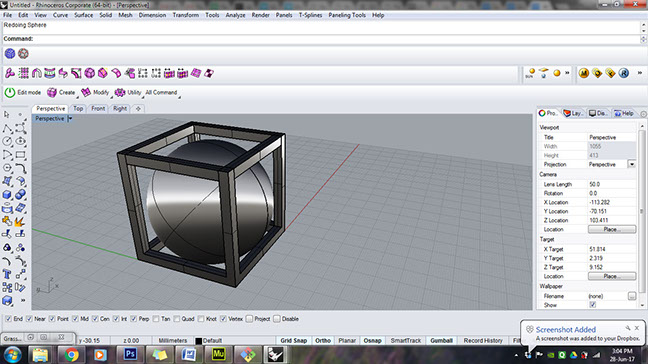 Untitled - Rhinoceros Corporate (64-bit) - [Perspective]
File Edit View Curve Surface Solid Mesh Dimension Transform Tools Analyze Render Panels T-Splines Paneling Tools Help
Redoing Sphere
Command:
Edit mode Create Modify Utility All Command
Perspective Top Front Right
Perspective
Pro... Lay... Dis... Help
Viewport
Title Perspective
Width 1055
Height 413
Projection Perspective
Camera
Lens Length 50.0
Rotation 0.0
X Location -113.282
Y Location -70.151
Z Location 103.411
Location Place...
Target
X Target 51.814
Y Target 2.319
Z Target 9.152
Location Place...
Wallpaper
Filename (none)
Show
End Near Point Mid Cen Int Perp Tan Quad Knot Vertex Project Disable
Grass... y -30.15 z 0.00 Millimeters Default Grid Snap Ortho Planar Osnap SmartTrack Gumball Record History
Screenshot Added
A screenshot was added to your Dropbox.
Ps Mu
3:04 PM
28-Jun-17